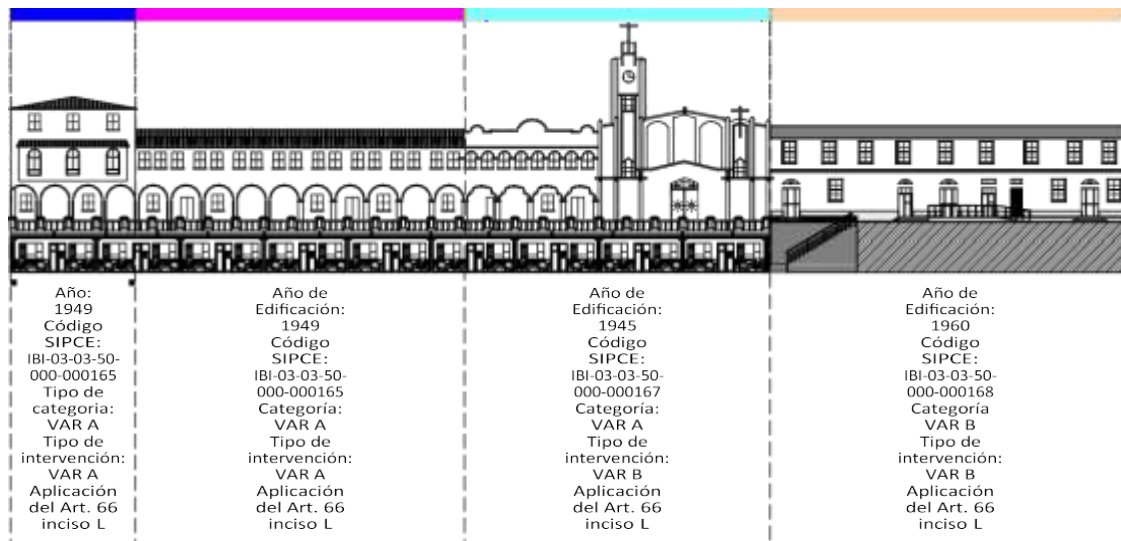 Año:
1949
Código
SIPCE:
IBI-03-03-50-
000-000165
Tipo de
categoria:
VAR A
Tipo de
intervención:
VAR A
Aplicación
del Art. 66
inciso L
Año de
Edificación:
1949
Código
SIPCE:
IBI-03-03-50-
000-000165
Categoría:
VAR A
Tipo de
intervención:
VAR A
Aplicación
del Art. 66
inciso L
Año de
Edificación:
1945
Código
SIPCE:
IBI-03-03-50-
000-000167
Categoría:
VAR A
Tipo de
intervención:
VAR B
Aplicación
del Art. 66
inciso L
Año de
Edificación:
1960
Código
SIPCE:
IBI-03-03-50-
000-000168
Categoría
VAR B
Tipo de
intervención:
VAR B
Aplicación
del Art. 66
inciso L